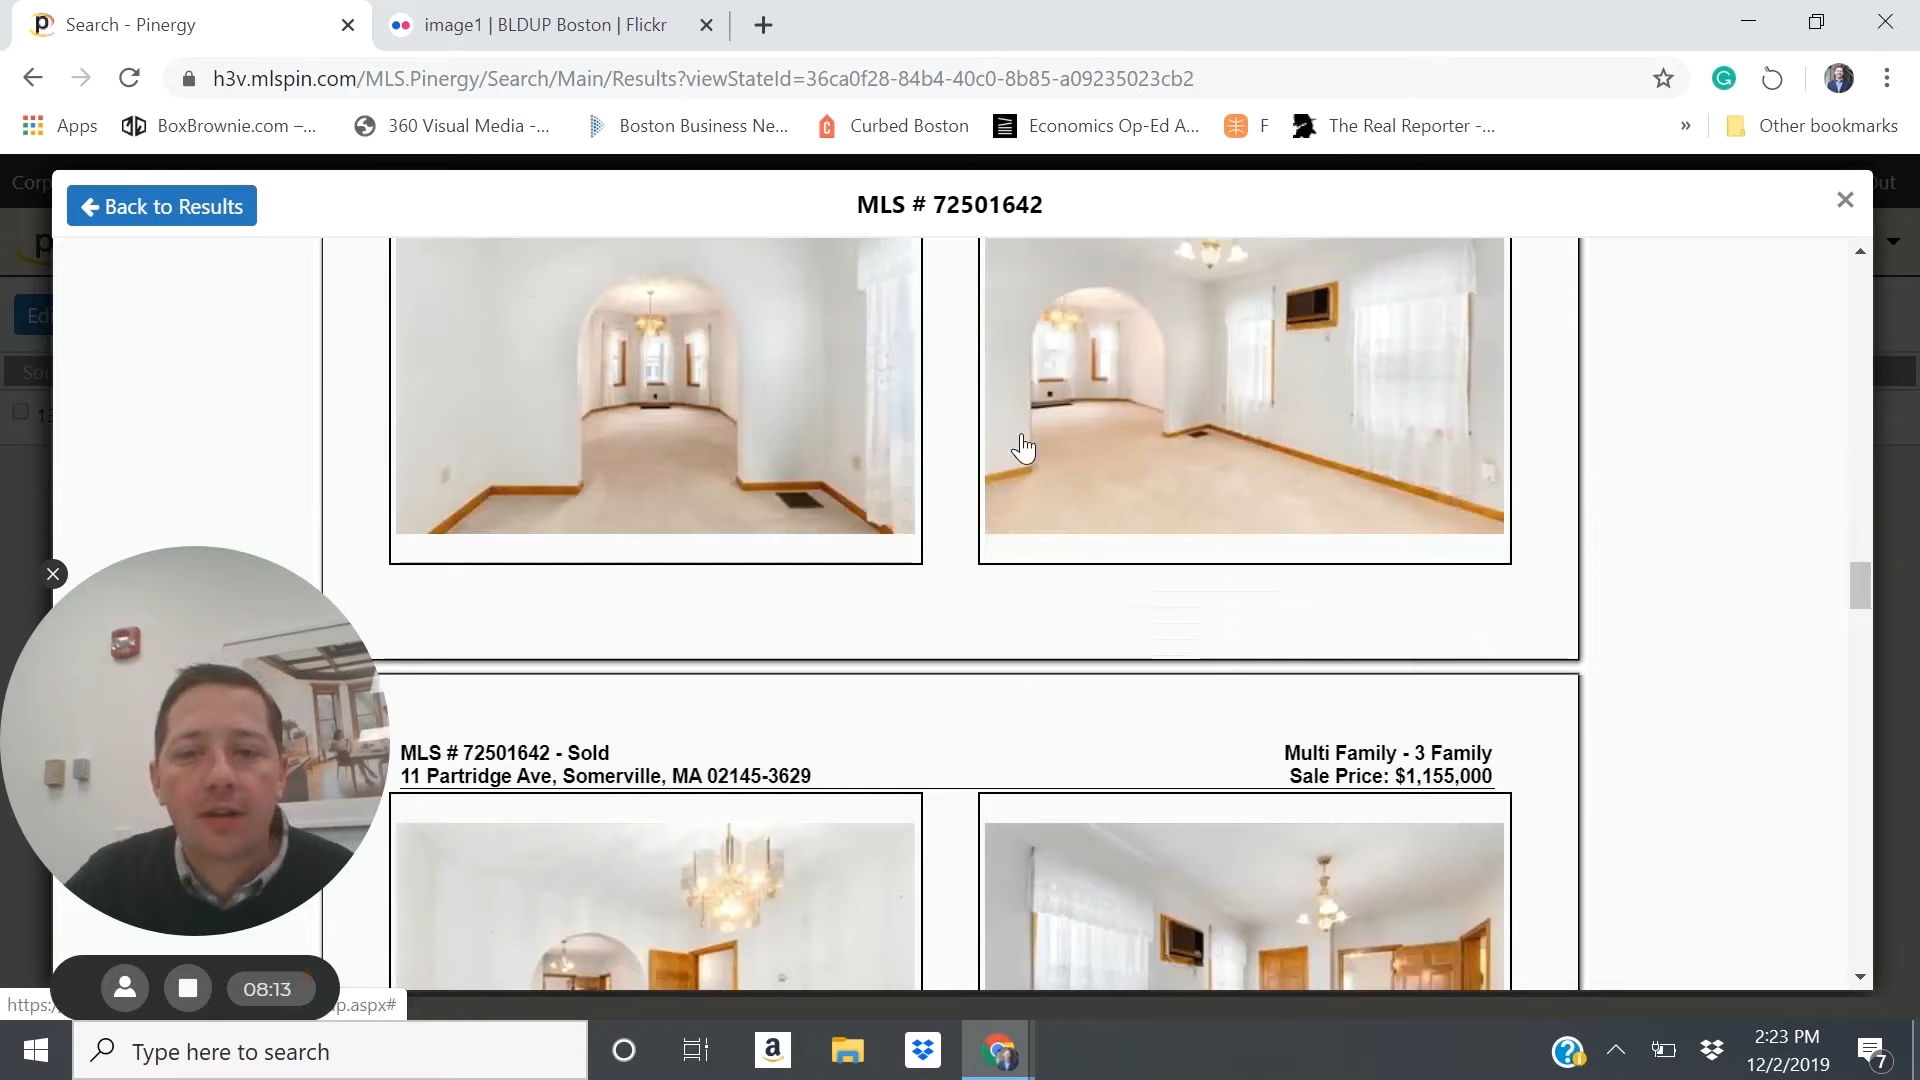 Search - Pinergy
image1 | BLDUP Boston | Flickr
h3v.mlspin.com/MLS.Pinergy/Search/Main/Results?viewStateId=36ca0f28-84b4-40c0-8b85-a09235023cb2
Apps
BoxBrownie.com –...
360 Visual Media -...
Boston Business Ne...
Curbed Boston
Economics Op-Ed A...
F
The Real Reporter -...
»
Other bookmarks
Back to Results
MLS # 72501642
MLS # 72501642 - Sold
Multi Family - 3 Family
11 Partridge Ave, Somerville, MA 02145-3629
Sale Price: $1,155,000
08:13
https:/
p.aspx#
Type here to search
2:23 PM
12/2/2019
7